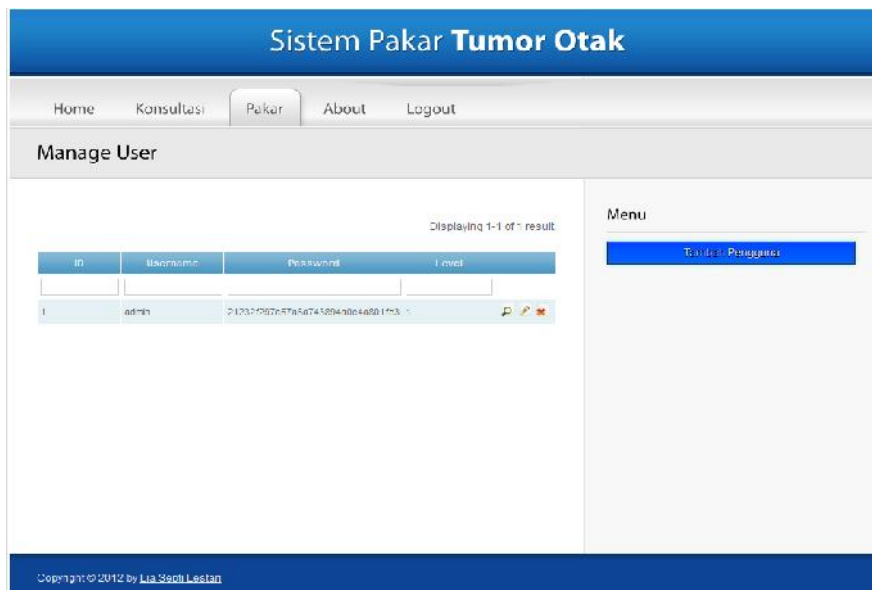 Sistem Pakar Tumor Otak
Home Konsultasi Pakar About Logout
Manage User
Displaying 1-1 of 1 result
Menu
Tambah Pengguna
ID Username Password Level
1 admin 1
Copyright © 2012 by Lia Septi Lestari